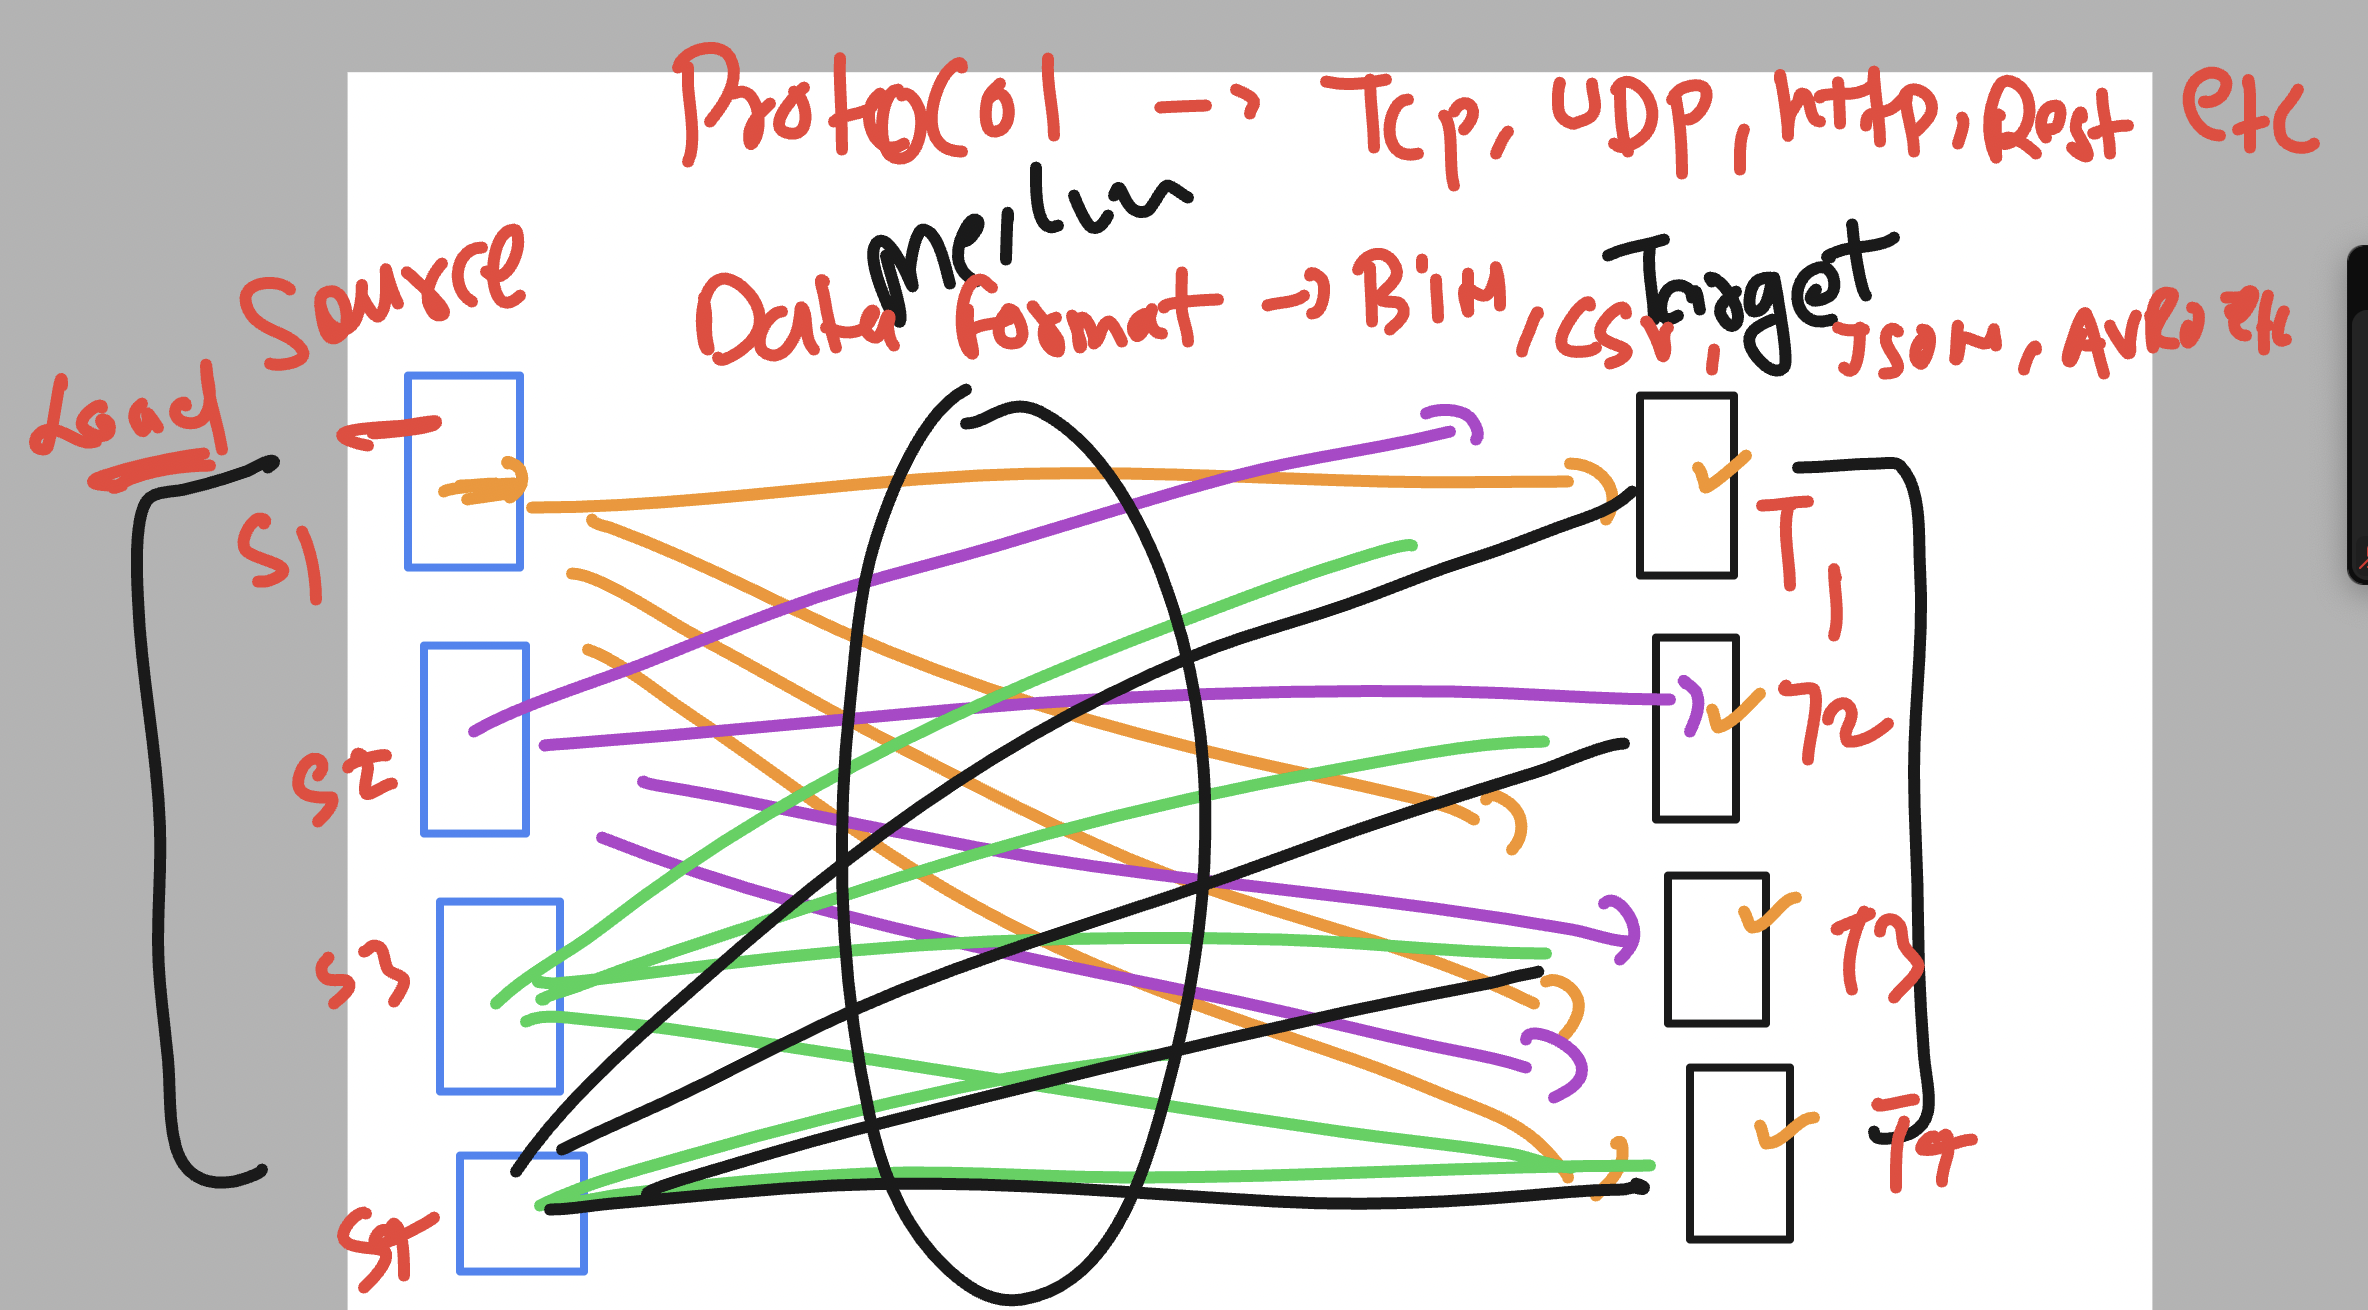 Protocol -> Tcp, UDP, http, Rest etc
Source
Target
Data format -> Bin, CSV, JSON, AVRO etc
Load
S1
T1
S2
T2
S3
T3
S4
T4